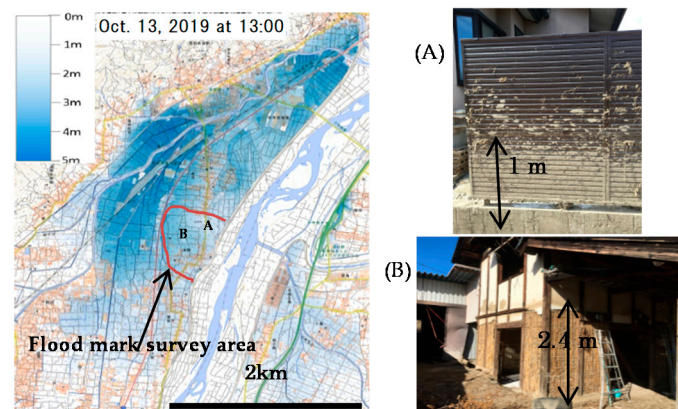 Oct. 13, 2019 at 13:00
0m
1m
2m
3m
4m
5m
A
B
Flood mark survey area
2km
(A)
1 m
(B)
2.4 m